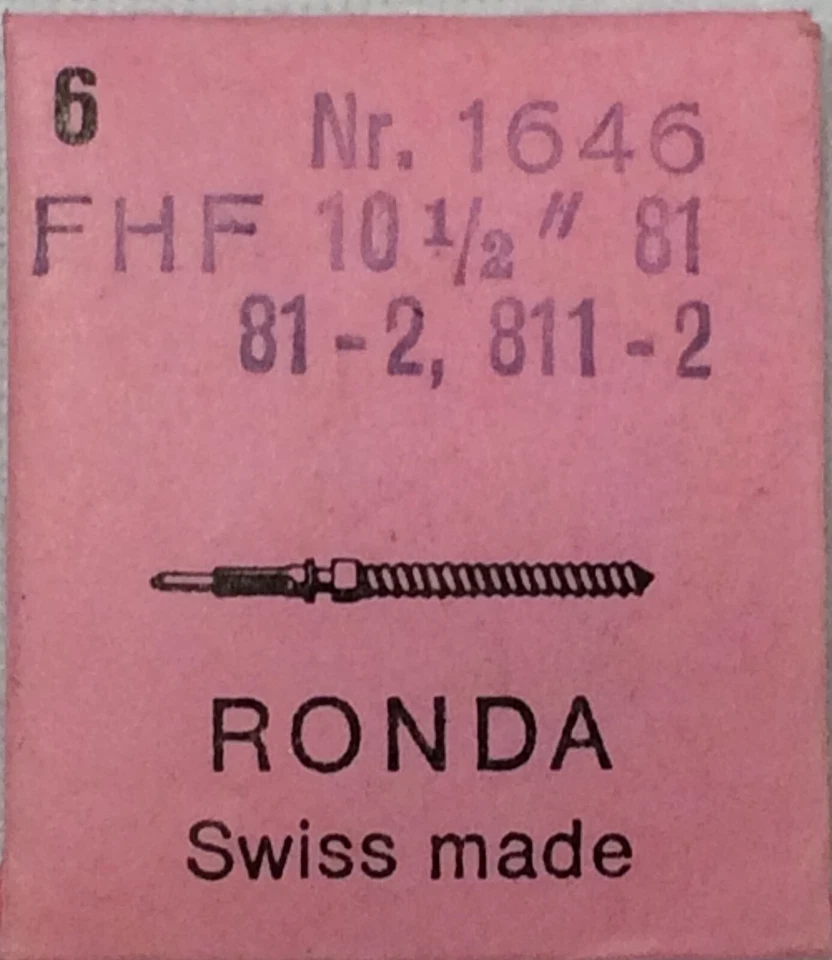 6
Nr. 1646
FHF 10 1/2" 81
81-2, 811-2
RONDA
Swiss made